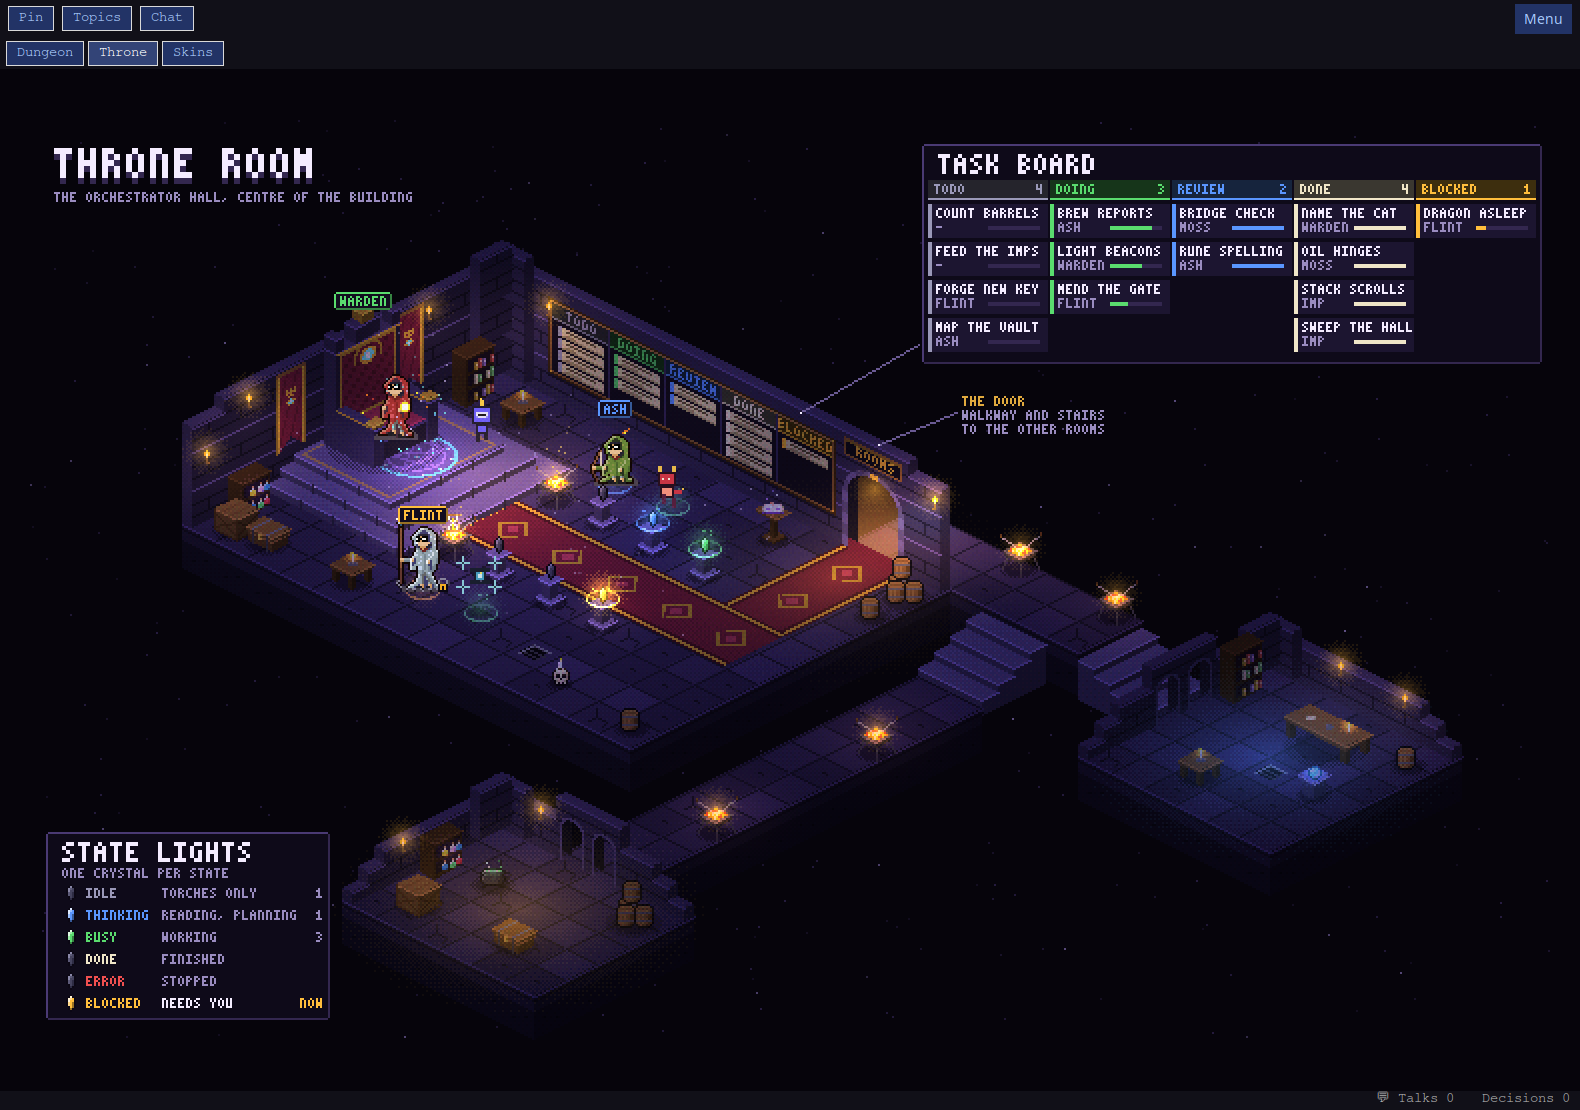 Pin Topics Chat Menu
Dungeon Throne Skins
THRONE ROOM
THE ORCHESTRATOR HALL, CENTRE OF THE BUILDING
TASK BOARD
TODO 4 DOING 3 REVIEW 2 DONE 4 BLOCKED 1
COUNT BARRELS BREW REPORTS BRIDGE CHECK NAME THE CAT DRAGON ASLEEP
- ASH MOSS WARDEN FLINT
FEED THE IMPS LIGHT BEACONS RUNE SPELLING OIL HINGES
- WARDEN ASH MOSS
FORGE NEW KEY MEND THE GATE STACK SCROLLS
FLINT FLINT IMP
MAP THE VAULT SWEEP THE HALL
ASH IMP
WARDEN
TODO
DOING
REVIEW
DONE
BLOCKED
ROOMS
ASH
THE DOOR
WALKWAY AND STAIRS
TO THE OTHER ROOMS
FLINT
STATE LIGHTS
ONE CRYSTAL PER STATE
IDLE TORCHES ONLY 1
THINKING READING, PLANNING 1
BUSY WORKING 3
DONE FINISHED
ERROR STOPPED
BLOCKED NEEDS YOU NOW
Talks 0 Decisions 0